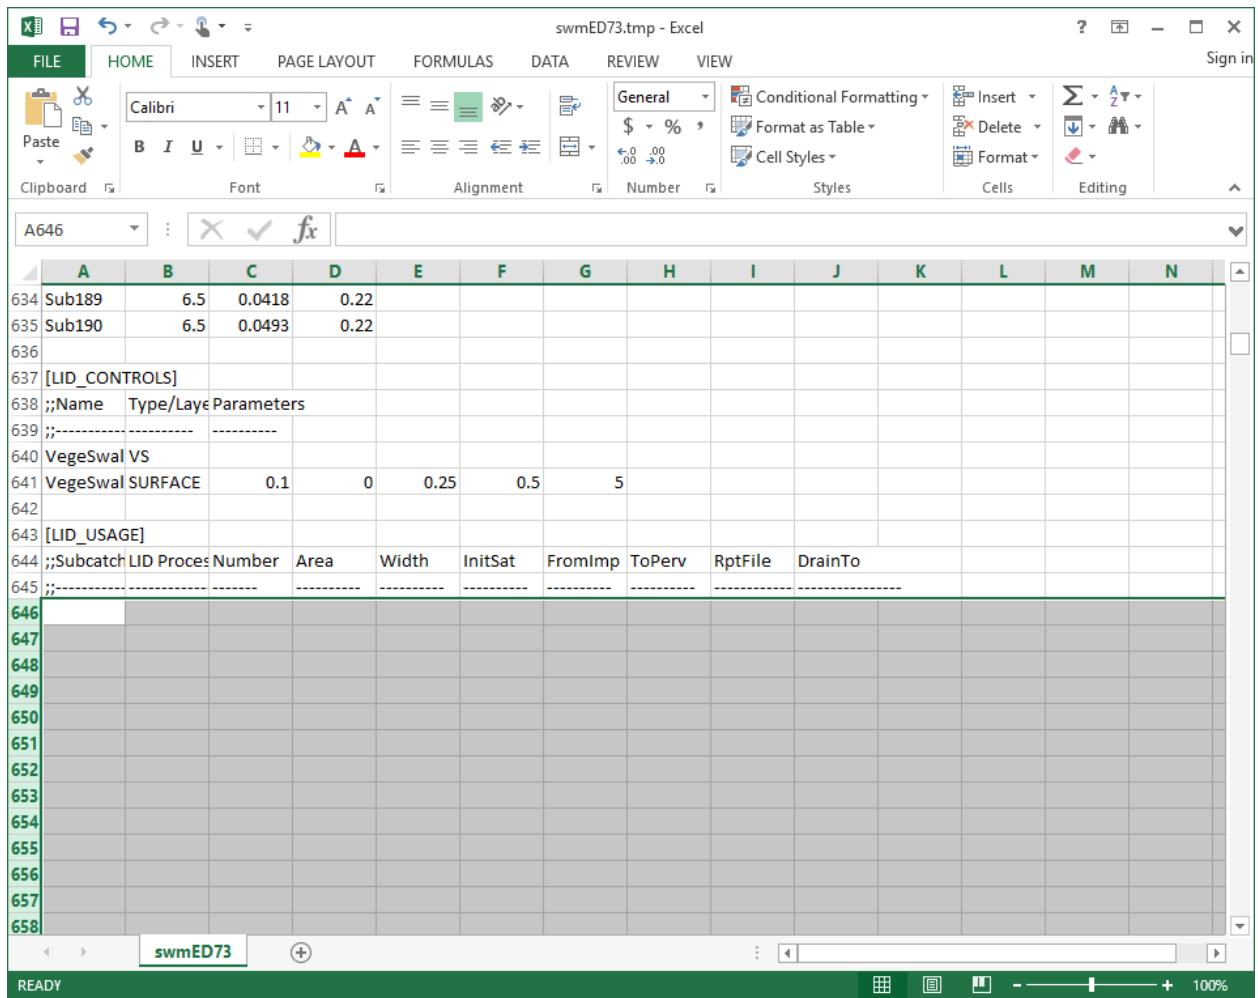 swmED73.tmp - Excel
FILE HOME INSERT PAGE LAYOUT FORMULAS DATA REVIEW VIEW Sign in
Calibri 11 General Conditional Formatting Insert
Paste $ % , Format as Table Delete
B I U A Cell Styles Format
Clipboard Font Alignment Number Styles Cells Editing
A646 fx
A B C D E F G H I J K L M N
634 Sub189 6.5 0.0418 0.22
635 Sub190 6.5 0.0493 0.22
636
637 [LID_CONTROLS]
638 ;;Name Type/Laye Parameters
639 ;;----------- ---------- ----------
640 VegeSwal VS
641 VegeSwal SURFACE 0.1 0 0.25 0.5 5
642
643 [LID_USAGE]
644 ;;Subcatch LID Proces Number Area Width InitSat FromImp ToPerv RptFile DrainTo
645 ;;----------- ------------- ------- ---------- ---------- ---------- ---------- ---------- ------------- ----------------
646
647
648
649
650
651
652
653
654
655
656
657
658
swmED73
READY 100%